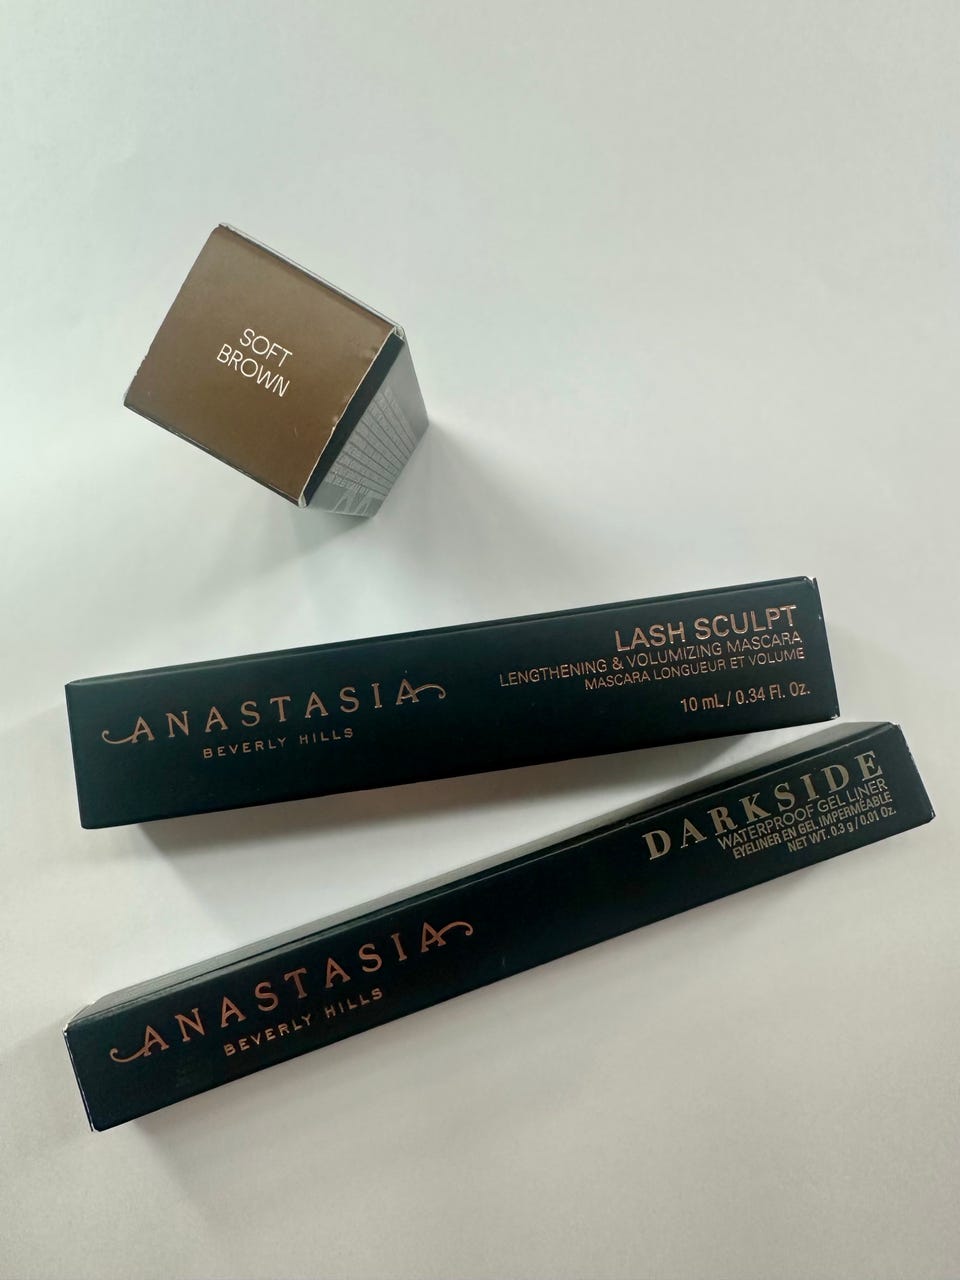 SOFT
BROWN
ANASTASIA
BEVERLY HILLS
LASH SCULPT
LENGTHENING & VOLUMIZING MASCARA
MASCARA LONGUEUR ET VOLUME
10 mL / 0.34 Fl. Oz.
ANASTASIA
BEVERLY HILLS
DARKSIDE
WATERPROOF GEL LINER
EYELINER EN GEL IMPERMÉABLE
NET WT. 0.3 g / 0.01 Oz.